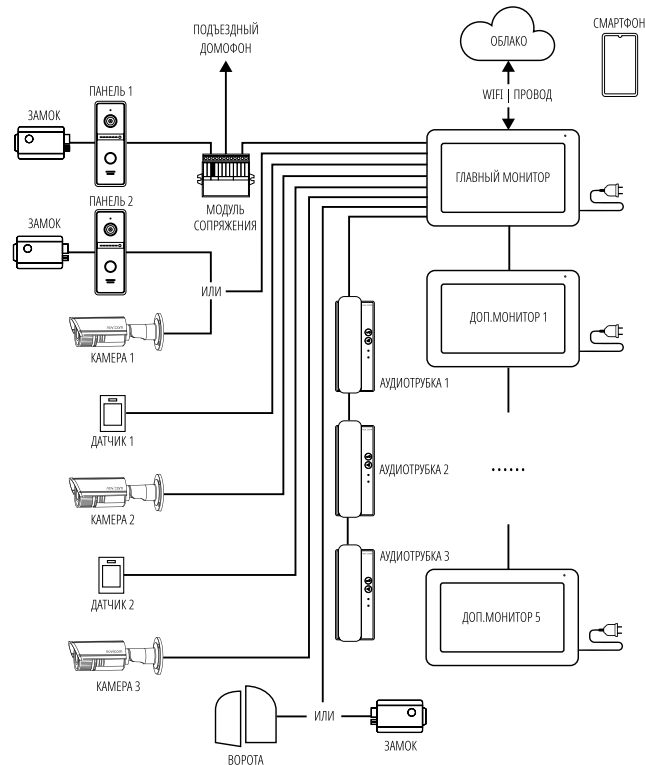 ПОДЪЕЗДНЫЙ
ДОМОФОН
ОБЛАКО
СМАРТФОН
ПАНЕЛЬ 1
ЗАМОК
WIFI | ПРОВОД
ГЛАВНЫЙ МОНИТОР
МОДУЛЬ
СОПРЯЖЕНИЯ
ПАНЕЛЬ 2
ЗАМОК
ИЛИ
КАМЕРА 1
ДОП.МОНИТОР 1
АУДИОТРУБКА 1
ДАТЧИК 1
АУДИОТРУБКА 2
......
КАМЕРА 2
АУДИОТРУБКА 3
ДАТЧИК 2
ДОП.МОНИТОР 5
novicom
КАМЕРА 3
ИЛИ
ЗАМОК
ВОРОТА